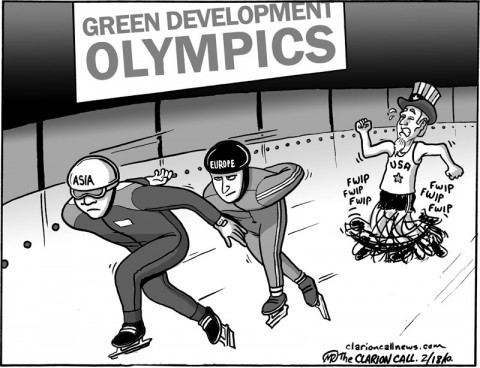 GREEN DEVELOPMENT
OLYMPICS
ASIA
EUROPE
USA
FWIP
FWIP
FWIP
FWIP
FWIP
FWIP
clarioncallnews.com
The CLARION CALL. 2/18/10.